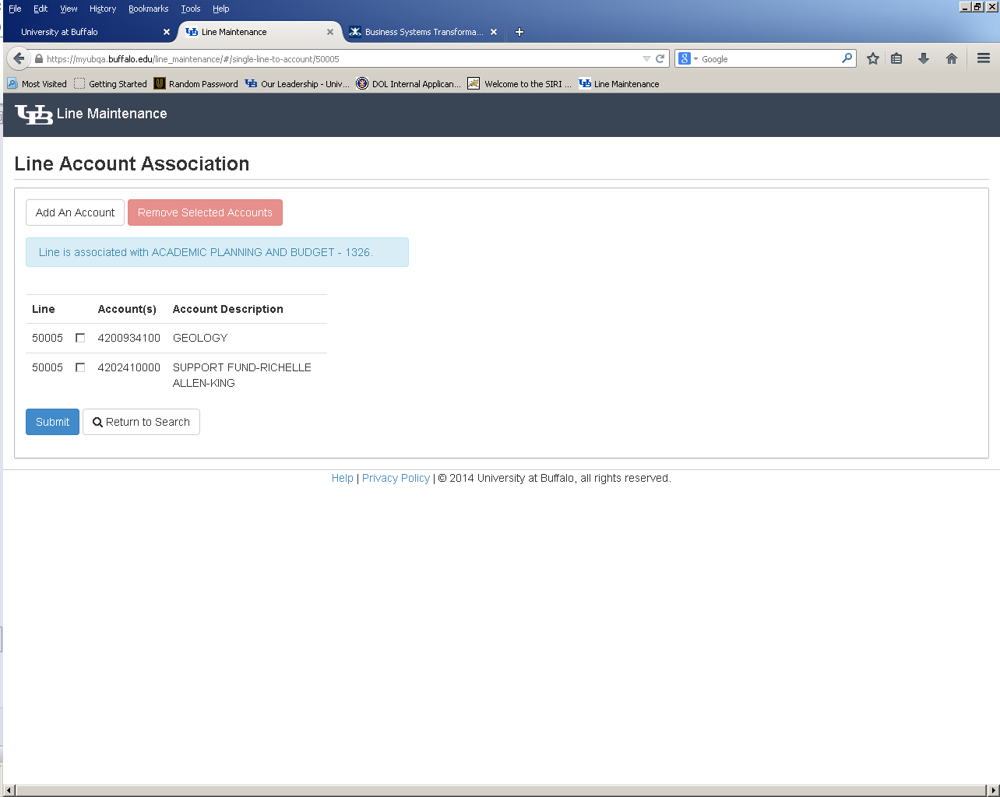 File Edit View History Bookmarks Tools Help
University at Buffalo
Line Maintenance
Business Systems Transforma...
https://myubqa.buffalo.edu/line_maintenance/#/single-line-to-account/50005
Google
Most Visited Getting Started Random Password Our Leadership - Univ... DOL Internal Applican... Welcome to the SIRI ... Line Maintenance
UB Line Maintenance
Line Account Association
Add An Account Remove Selected Accounts
Line is associated with ACADEMIC PLANNING AND BUDGET - 1326.
Line Account(s) Account Description
50005 4200934100 GEOLOGY
50005 4202410000 SUPPORT FUND-RICHELLE
ALLEN-KING
Submit Return to Search
Help | Privacy Policy | © 2014 University at Buffalo, all rights reserved.